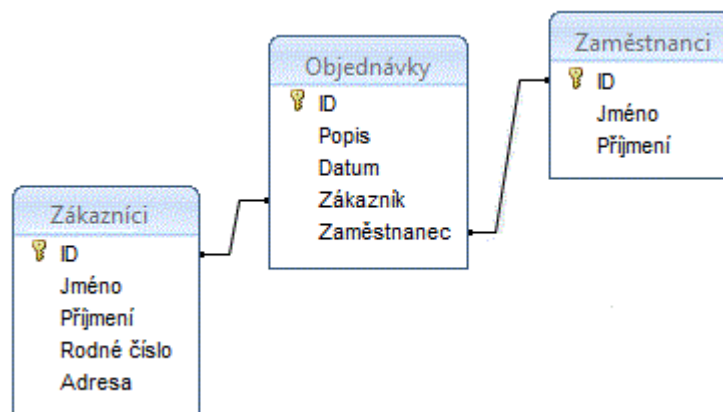 Zákazníci
ID
Jméno
Příjmení
Rodné číslo
Adresa
Objednávky
ID
Popis
Datum
Zákazník
Zaměstnanec
Zaměstnanci
ID
Jméno
Příjmení